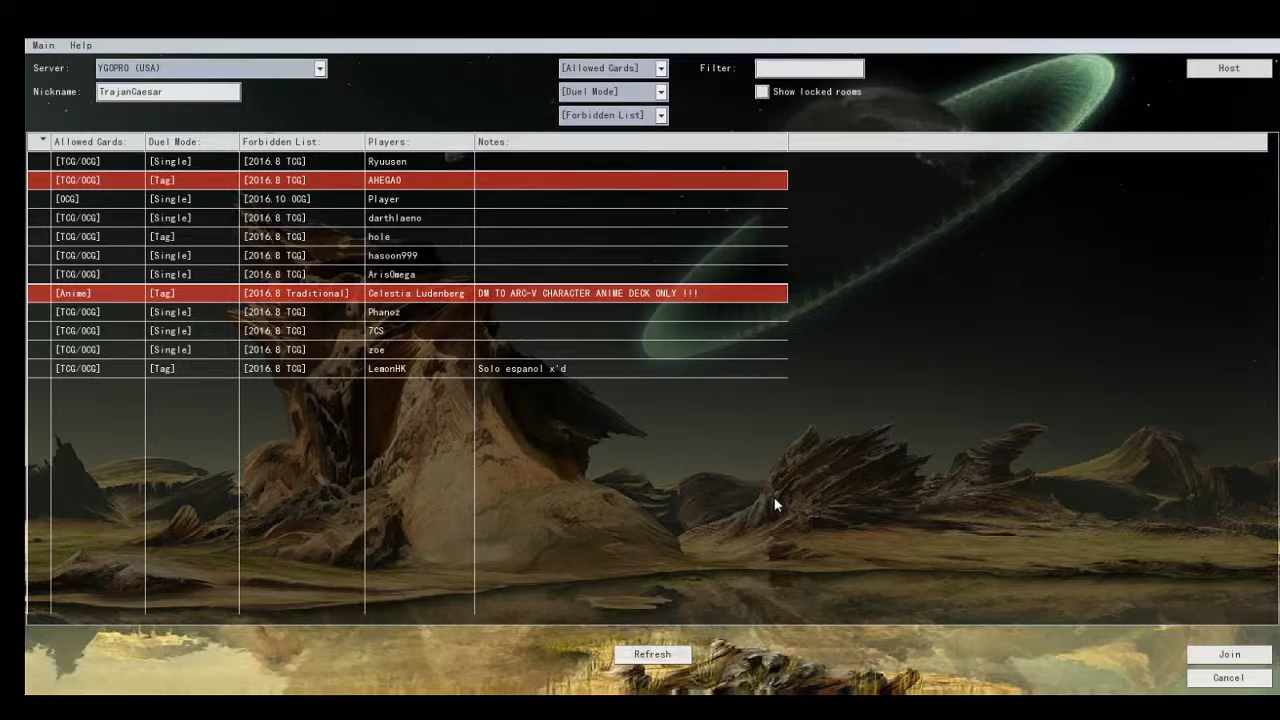 Main Help
Server: YGOPRO (USA) [Allowed Cards] Filter: Host
Nickname: TrajanCaesar [Duel Mode] Show locked rooms
[Forbidden List]
Allowed Cards: Duel Mode: Forbidden List: Players: Notes:
[TCG/OCG] [Single] [2016.8 TCG] Ryuusen
[TCG/OCG] [Tag] [2016.8 TCG] AHEGAO
[OCG] [Single] [2016.10 OCG] Player
[TCG/OCG] [Single] [2016.8 TCG] darthlaeno
[TCG/OCG] [Tag] [2016.8 TCG] hole
[TCG/OCG] [Single] [2016.8 TCG] hasoon999
[TCG/OCG] [Single] [2016.8 TCG] ArisOmega
[Anime] [Tag] [2016.8 Traditional] Celestia Ludenberg DM TO ARC-V CHARACTER ANIME DECK ONLY !!!
[TCG/OCG] [Single] [2016.8 TCG] Phanoz
[TCG/OCG] [Single] [2016.8 TCG] 7CS
[TCG/OCG] [Single] [2016.8 TCG] zoe
[TCG/OCG] [Tag] [2016.8 TCG] LemonHK Solo espanol x'd
Refresh Join
Cancel